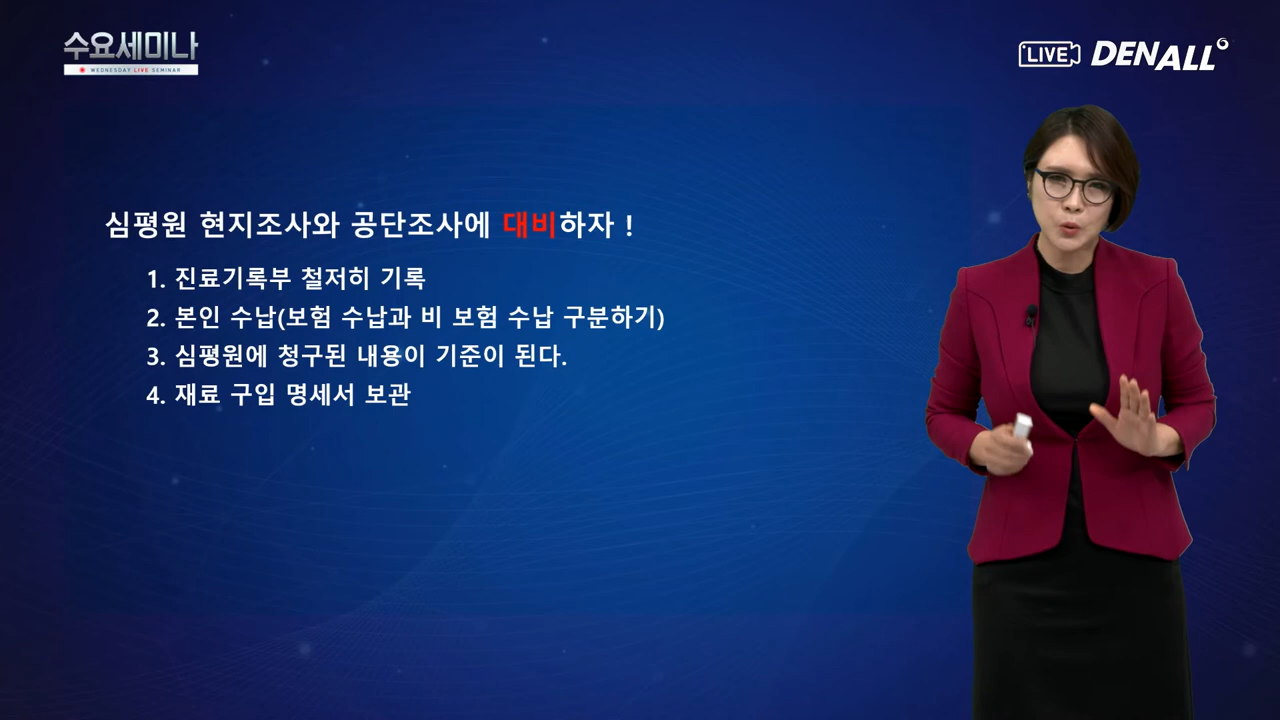 수요세미나
WEDNESDAY LIVE SEMINAR
LIVE DENALL
심평원 현지조사와 공단조사에 대비하자 !
1. 진료기록부 철저히 기록
2. 본인 수납(보험 수납과 비 보험 수납 구분하기)
3. 심평원에 청구된 내용이 기준이 된다.
4. 재료 구입 명세서 보관